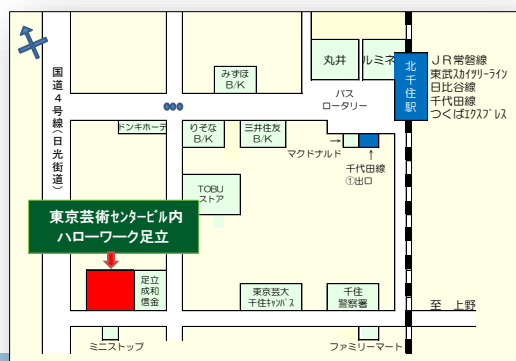 丸井
ルミネ
北千住駅
ＪＲ常磐線
東武スカイツリーライン
日比谷線
千代田線
つくばエクスプレス
みずほ
B/K
バス
ロータリー
国道４号線（日光街道）
ドンキホーテ
りそな
B/K
三井住友
B/K
マクドナルド
→
↑
千代田線
①出口
TOBU
ストア
東京芸術センタービル内
ハローワーク足立
足立
成和
信金
東京芸大
千住キャンパス
千住
警察署
至　上野
ミニストップ
ファミリーマート